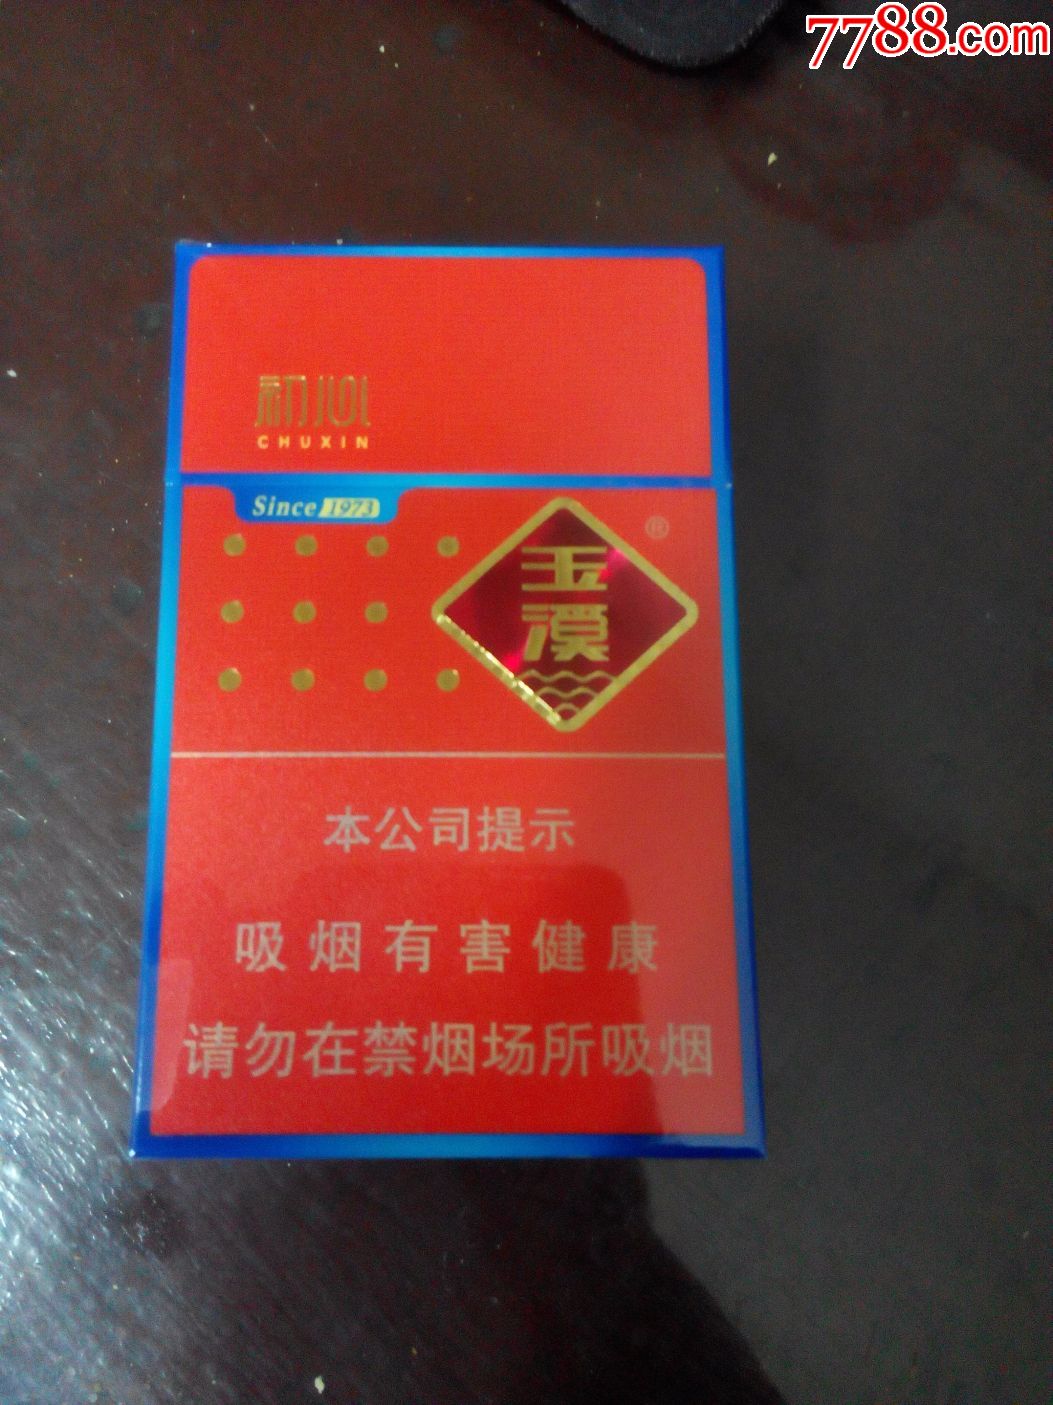 7788.com
初心
CHUXIN
Since 1973
®
玉
溪
本公司提示
吸烟有害健康
请勿在禁烟场所吸烟